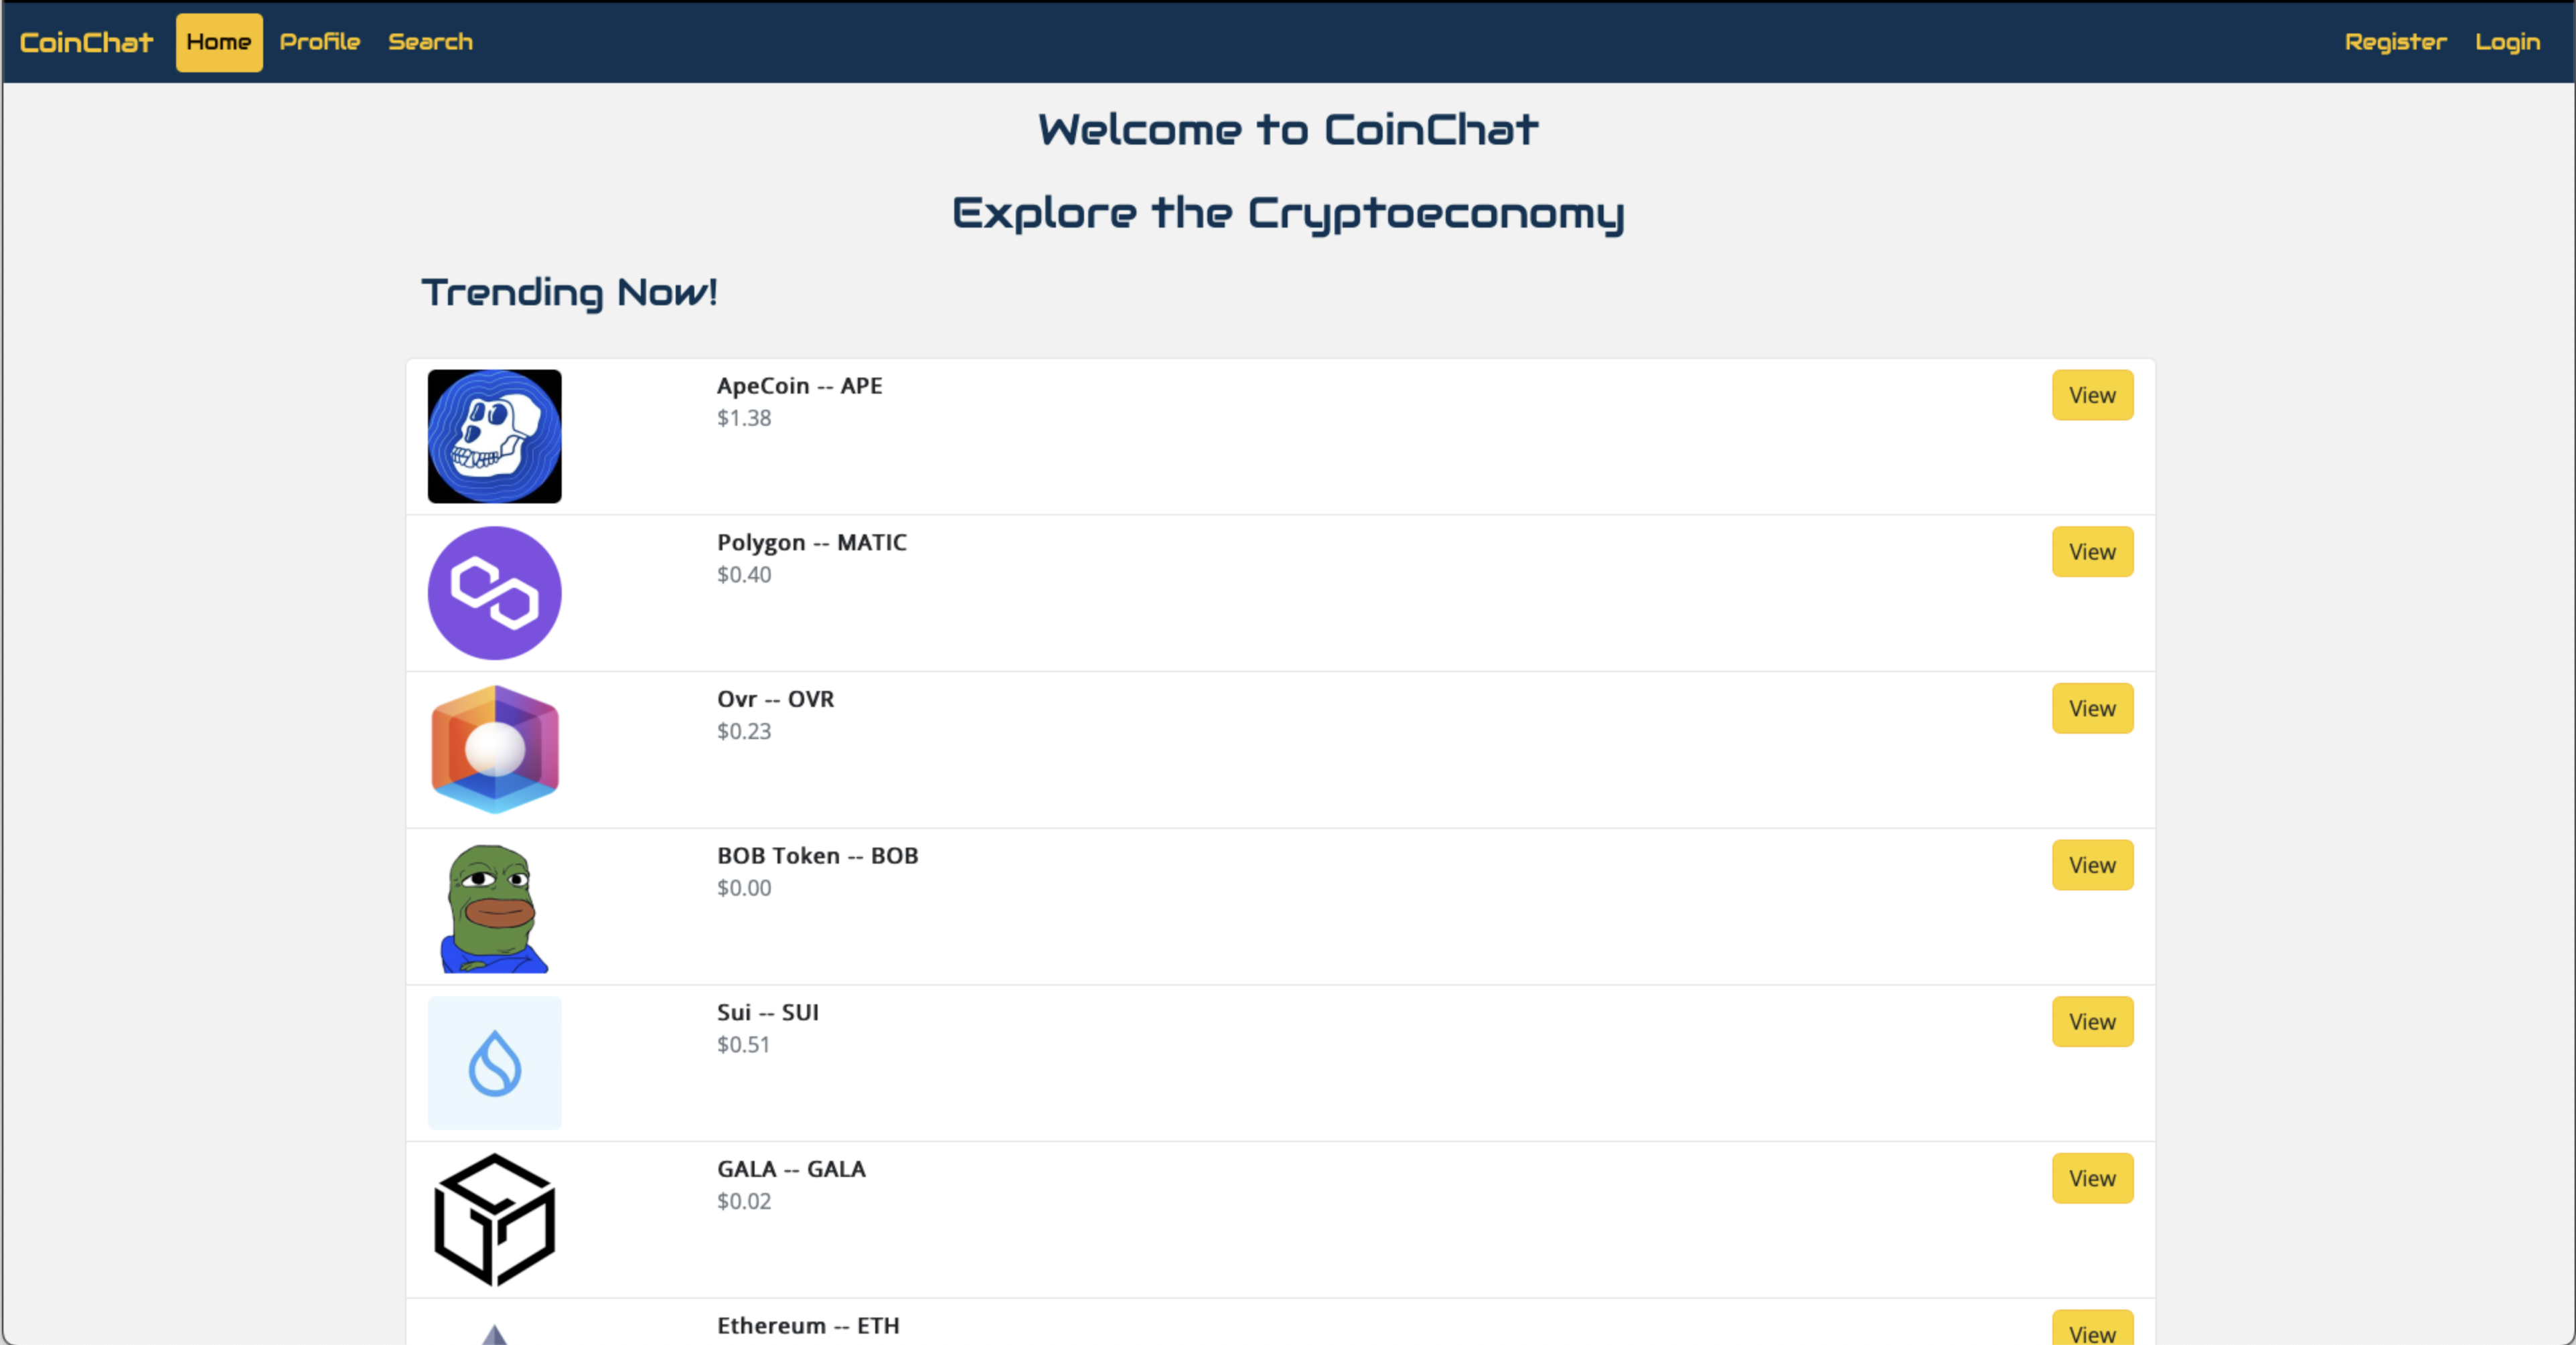 CoinChat Home Profile Search Register Login
Welcome to CoinChat
Explore the Cryptoeconomy
Trending Now!
ApeCoin -- APE
$1.38
View
Polygon -- MATIC
$0.40
View
Ovr -- OVR
$0.23
View
BOB Token -- BOB
$0.00
View
Sui -- SUI
$0.51
View
GALA -- GALA
$0.02
View
Ethereum -- ETH
View